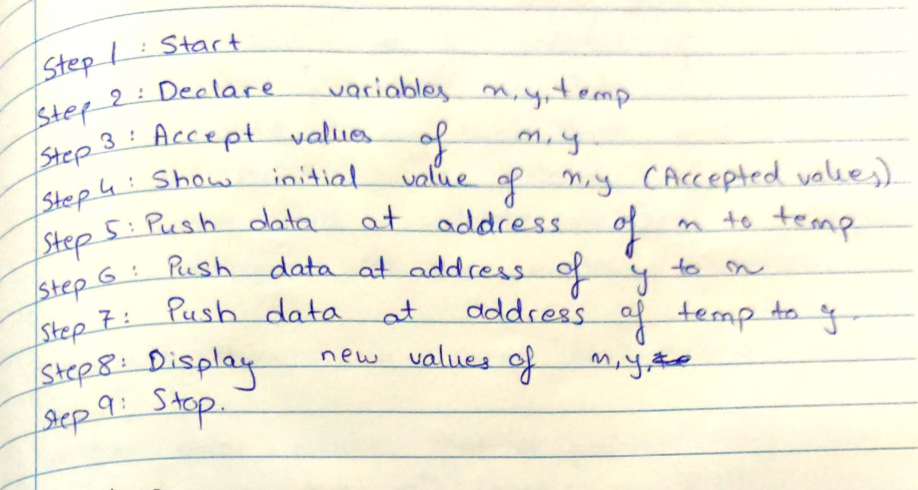 Step 1 : Start
Step 2 : Declare variables n, y, temp
Step 3 : Accept values of n, y.
Step 4 : Show initial value of n, y (Accepted values)
Step 5 : Push data at address of n to temp
Step 6 : Push data at address of y to n
Step 7 : Push data at address of temp to y.
Step 8 : Display new values of n, y,
Step 9 : Stop.